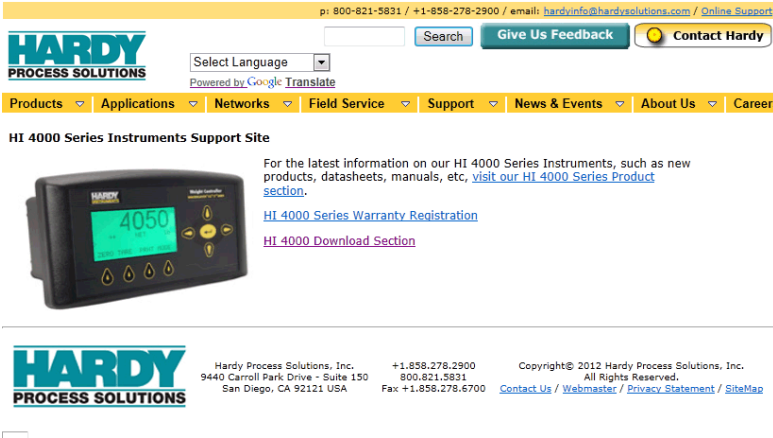 p: 800-821-5831 / +1-858-278-2900 / email: hardyinfo@hardysolutions.com / Online Support
HARDY
PROCESS SOLUTIONS
Search
Give Us Feedback
Contact Hardy
Select Language
Powered by Google Translate
Products Applications Networks Field Service Support News & Events About Us Career
HI 4000 Series Instruments Support Site
For the latest information on our HI 4000 Series Instruments, such as new
products, datasheets, manuals, etc, visit our HI 4000 Series Product
section.
HI 4000 Series Warranty Registration
HI 4000 Download Section
HARDY
INSTRUMENTS
Weight Controller
4050
NET
ZERO TARE PRINT MODE
HARDY
PROCESS SOLUTIONS
Hardy Process Solutions, Inc.
9440 Carroll Park Drive - Suite 150
San Diego, CA 92121 USA
+1.858.278.2900
800.821.5831
Fax +1.858.278.6700
Copyright© 2012 Hardy Process Solutions, Inc.
All Rights Reserved.
Contact Us / Webmaster / Privacy Statement / SiteMap